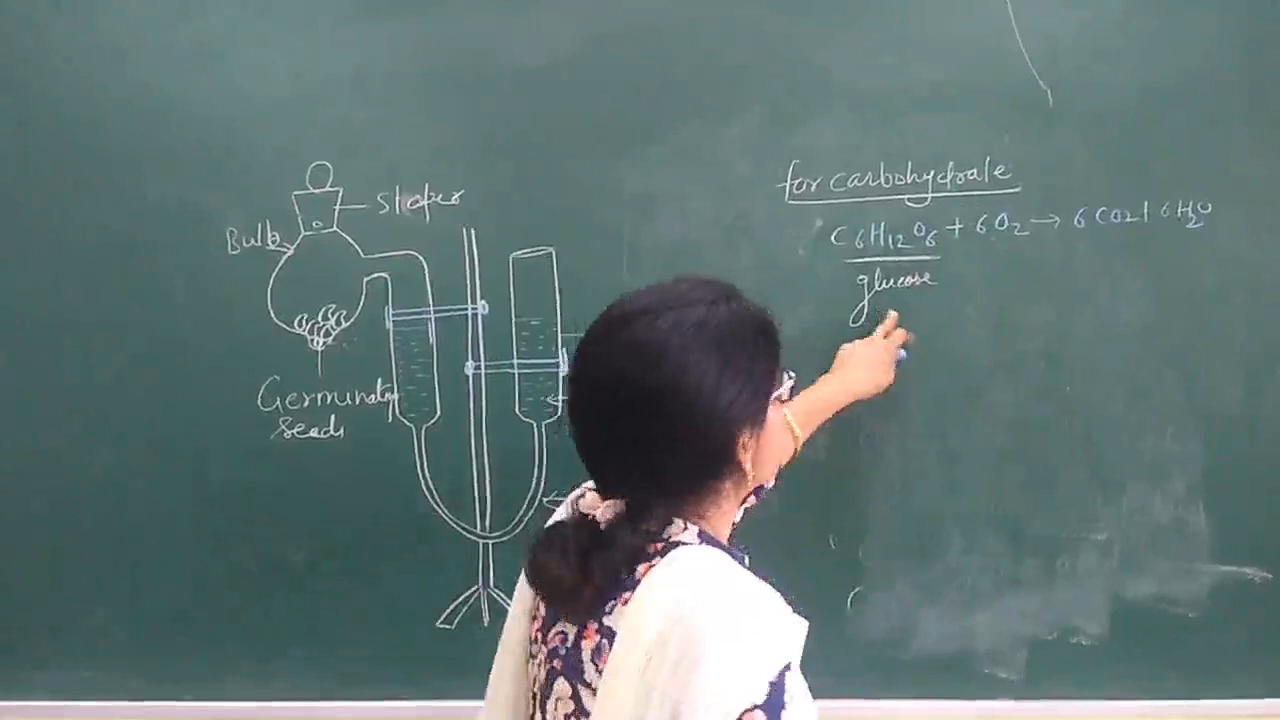 for carbohydrate
C6H12O6 + 6O2 → 6CO2+ 6H2O
glucose
Stoper
Bulb
Germinating
seeds